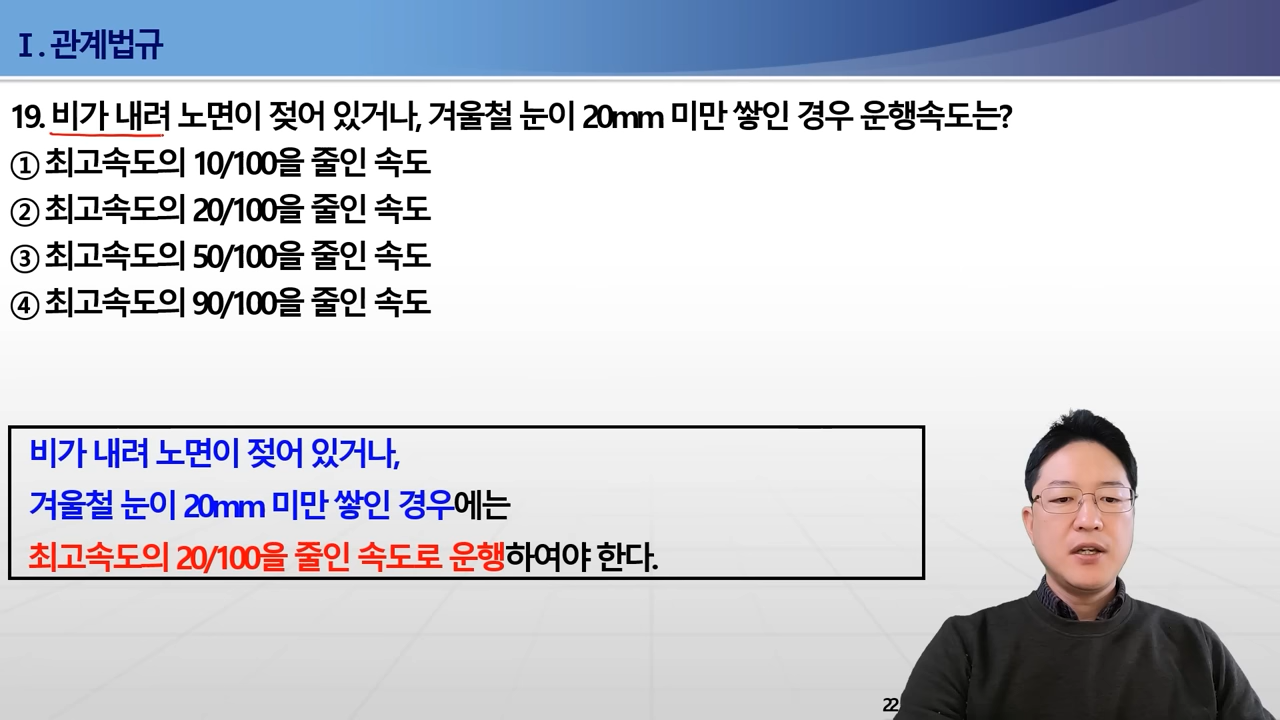 Ⅰ. 관계법규
19. 비가 내려 노면이 젖어 있거나, 겨울철 눈이 20mm 미만 쌓인 경우 운행속도는?
① 최고속도의 10/100을 줄인 속도
② 최고속도의 20/100을 줄인 속도
③ 최고속도의 50/100을 줄인 속도
④ 최고속도의 90/100을 줄인 속도
비가 내려 노면이 젖어 있거나,
겨울철 눈이 20mm 미만 쌓인 경우에는
최고속도의 20/100을 줄인 속도로 운행하여야 한다.
22